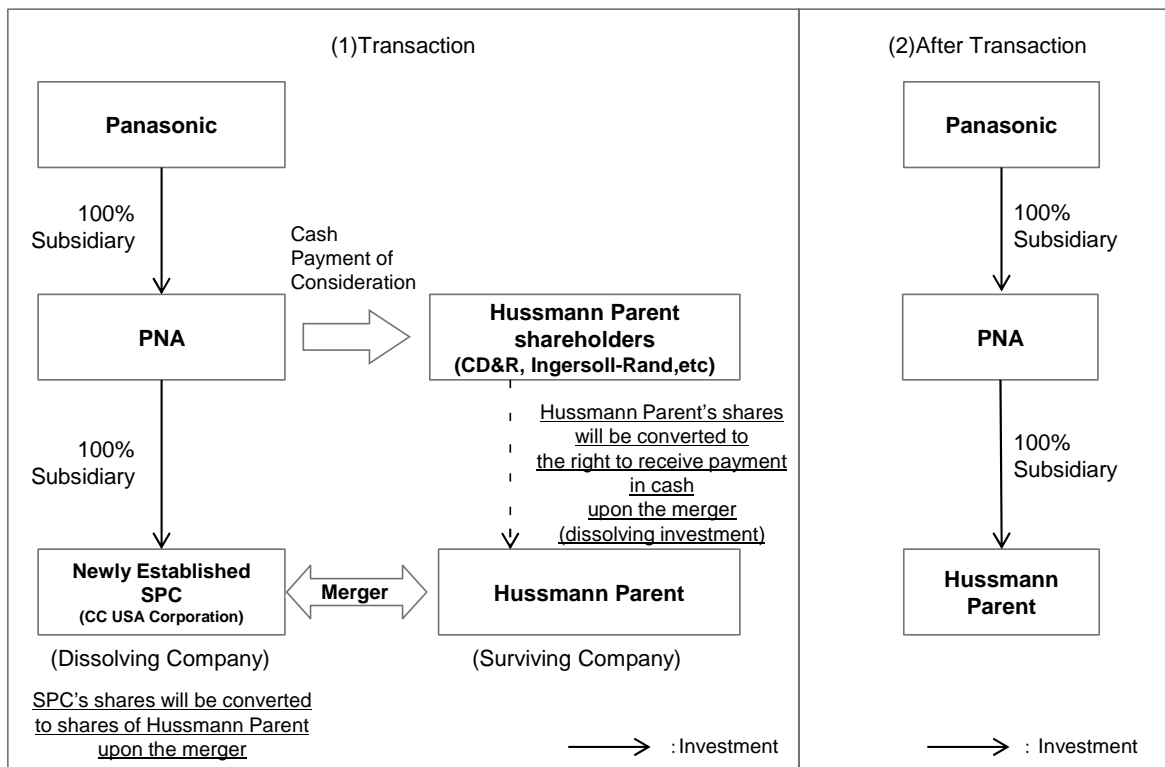 (1)Transaction
Panasonic
100%
Subsidiary
Cash
Payment of
Consideration
PNA
Hussmann Parent
shareholders
(CD&R, Ingersoll-Rand,etc)
100%
Subsidiary
Hussmann Parent’s shares
will be converted to
the right to receive payment
in cash
upon the merger
(dissolving investment)
Newly Established
SPC
(CC USA Corporation)
Merger
Hussmann Parent
(Dissolving Company)
(Surviving Company)
SPC’s shares will be converted
to shares of Hussmann Parent
upon the merger
: Investment
(2)After Transaction
Panasonic
100%
Subsidiary
PNA
100%
Subsidiary
Hussmann
Parent
: Investment